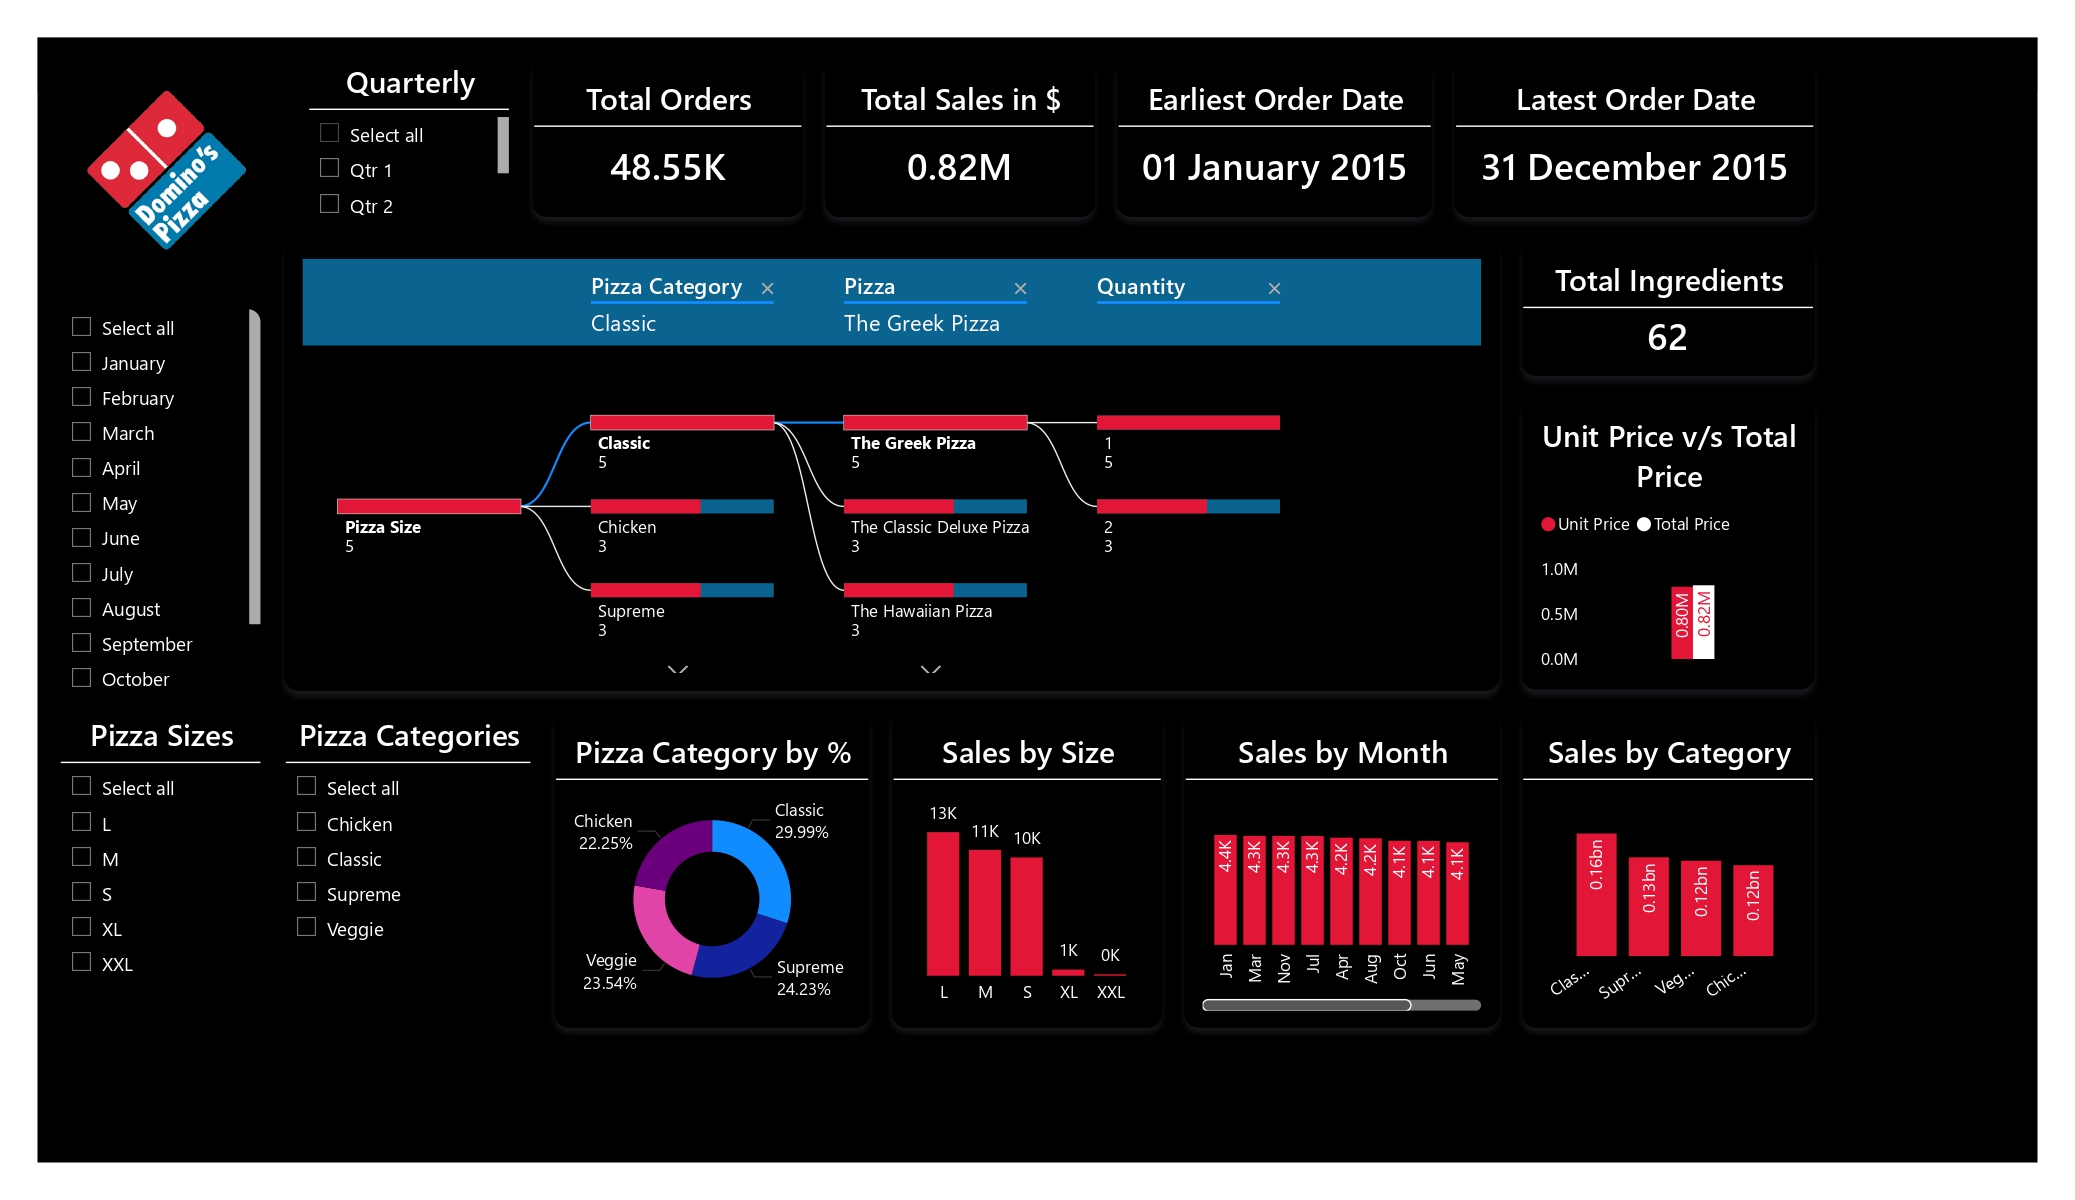 Domino's
Pizza
Quarterly
Select all
Qtr 1
Qtr 2
Total Orders
48.55K
Total Sales in $
0.82M
Earliest Order Date
01 January 2015
Latest Order Date
31 December 2015
Select all
January
February
March
April
May
June
July
August
September
October
Pizza Category
Classic
Pizza
The Greek Pizza
Quantity
Pizza Size
5
Classic
5
Chicken
3
Supreme
3
The Greek Pizza
5
The Classic Deluxe Pizza
3
The Hawaiian Pizza
3
1
5
2
3
Total Ingredients
62
Unit Price v/s Total
Price
Unit Price Total Price
1.0M
0.5M
0.0M
0.80M
0.82M
Pizza Sizes
Select all
L
M
S
XL
XXL
Pizza Categories
Select all
Chicken
Classic
Supreme
Veggie
Pizza Category by %
Classic
29.99%
Supreme
24.23%
Veggie
23.54%
Chicken
22.25%
Sales by Size
13K
11K
10K
1K
0K
L M S XL XXL
Sales by Month
4.4K
4.3K
4.3K
4.3K
4.2K
4.2K
4.1K
4.1K
4.1K
Jan
Mar
Nov
Jul
Apr
Aug
Oct
Jun
May
Sales by Category
0.16bn
0.13bn
0.12bn
0.12bn
Clas...
Supr...
Veg...
Chic...